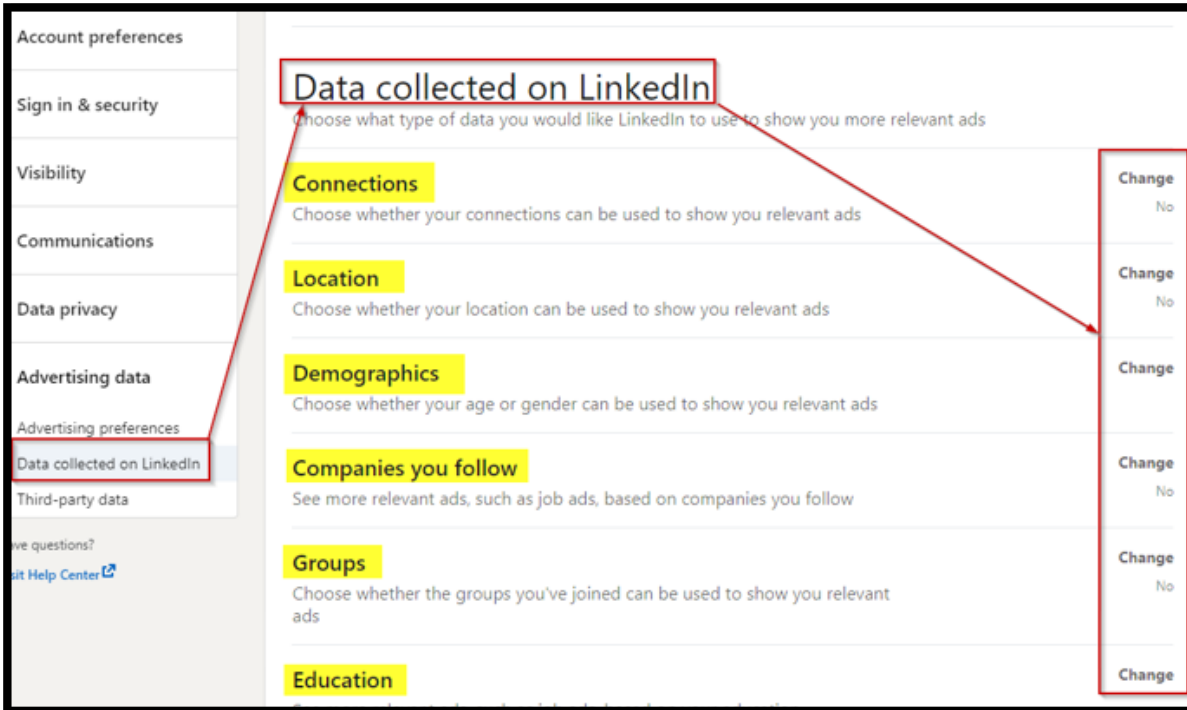 Account preferences
Sign in & security
Visibility
Communications
Data privacy
Advertising data
Advertising preferences
Data collected on LinkedIn
Third-party data
ve questions?
sit Help Center
Data collected on LinkedIn
Choose what type of data you would like LinkedIn to use to show you more relevant ads
Connections
Change
Choose whether your connections can be used to show you relevant ads
No
Location
Change
Choose whether your location can be used to show you relevant ads
No
Demographics
Change
Choose whether your age or gender can be used to show you relevant ads
Companies you follow
Change
See more relevant ads, such as job ads, based on companies you follow
No
Groups
Change
Choose whether the groups you've joined can be used to show you relevant
No
ads
Education
Change